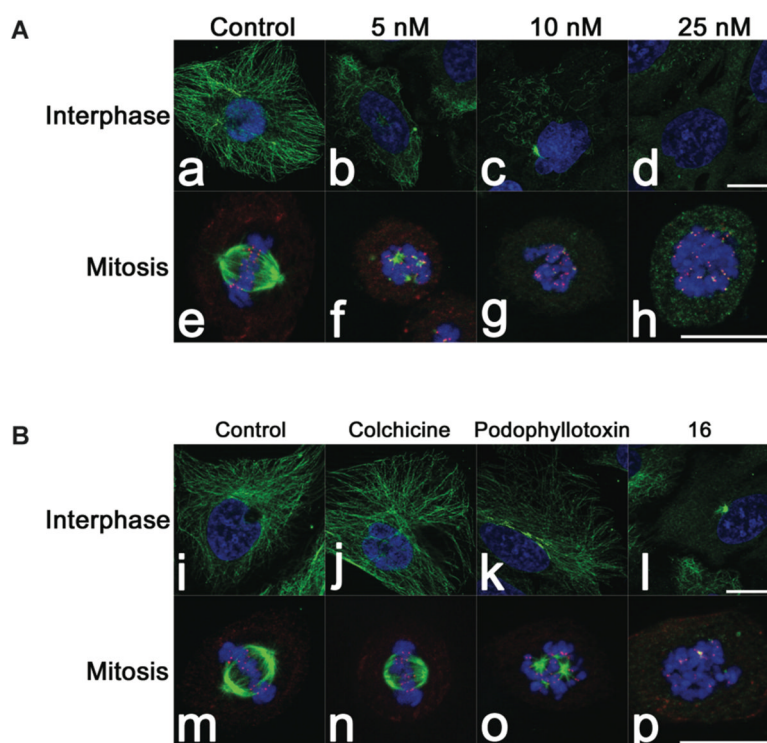 A
Control 5 nM 10 nM 25 nM
Interphase
a b c d
Mitosis
e f g h
B
Control Colchicine Podophyllotoxin 16
Interphase
i j k l
Mitosis
m n o p